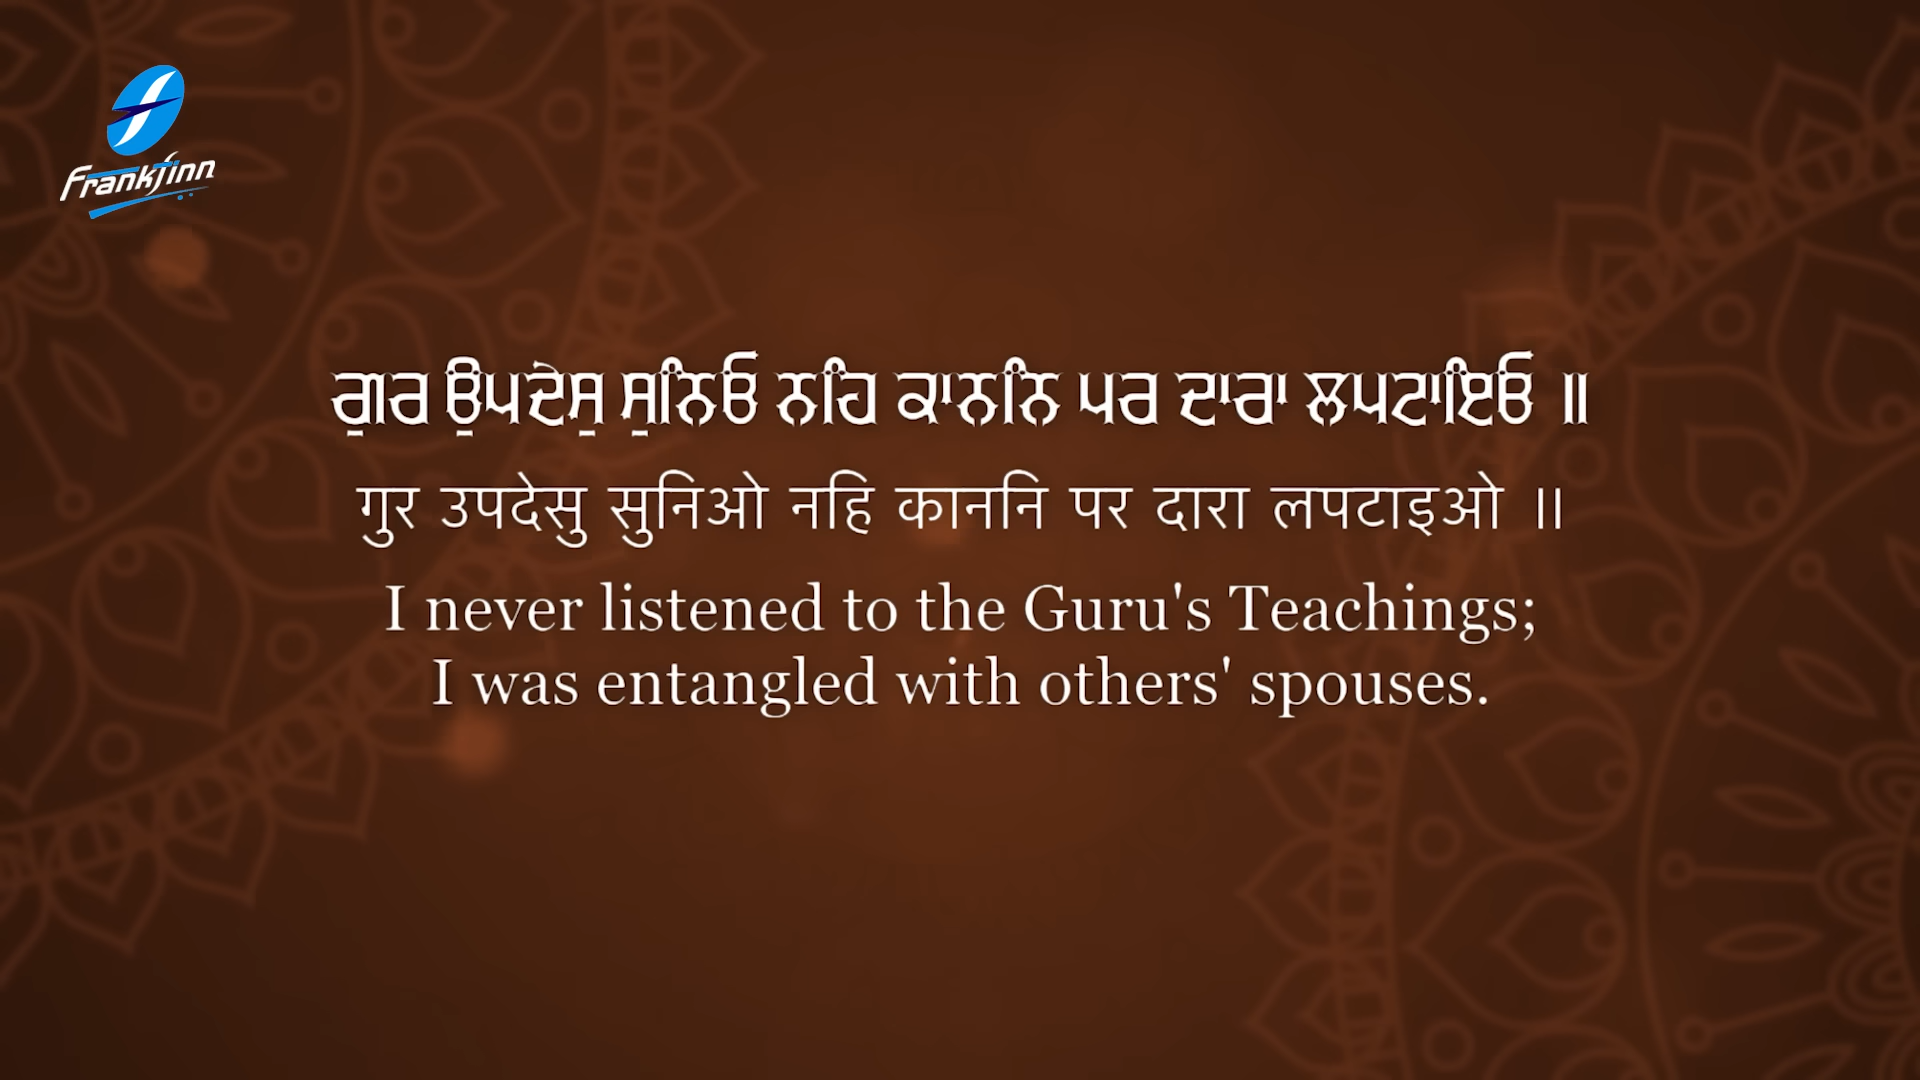 Frankfinn
ਗੁਰ ਉਪਦੇਸੁ ਸੁਨਿਓ ਨਹਿ ਕਾਨਨਿ ਪਰ ਦਾਰਾ ਲਪਟਾਇਓ ॥
गुर उपदेसु सुनिओ नहि काननि पर दारा लपटाइओ ॥
I never listened to the Guru's Teachings;
I was entangled with others' spouses.